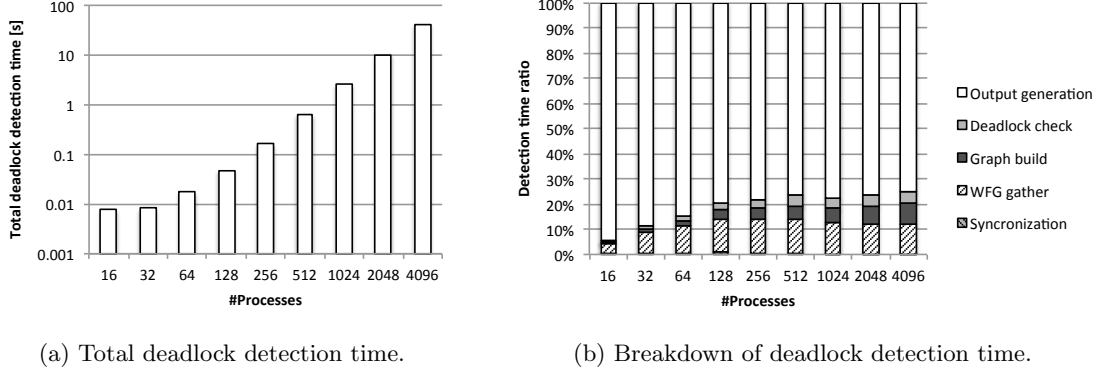 Total deadlock detection time [s]
100
10
1
0.1
0.01
0.001
16 32 64 128 256 512 1024 2048 4096
#Processes
(a) Total deadlock detection time.
Detection time ratio
100%
90%
80%
70%
60%
50%
40%
30%
20%
10%
0%
16 32 64 128 256 512 1024 2048 4096
#Processes
Output generation
Deadlock check
Graph build
WFG gather
Syncronization
(b) Breakdown of deadlock detection time.